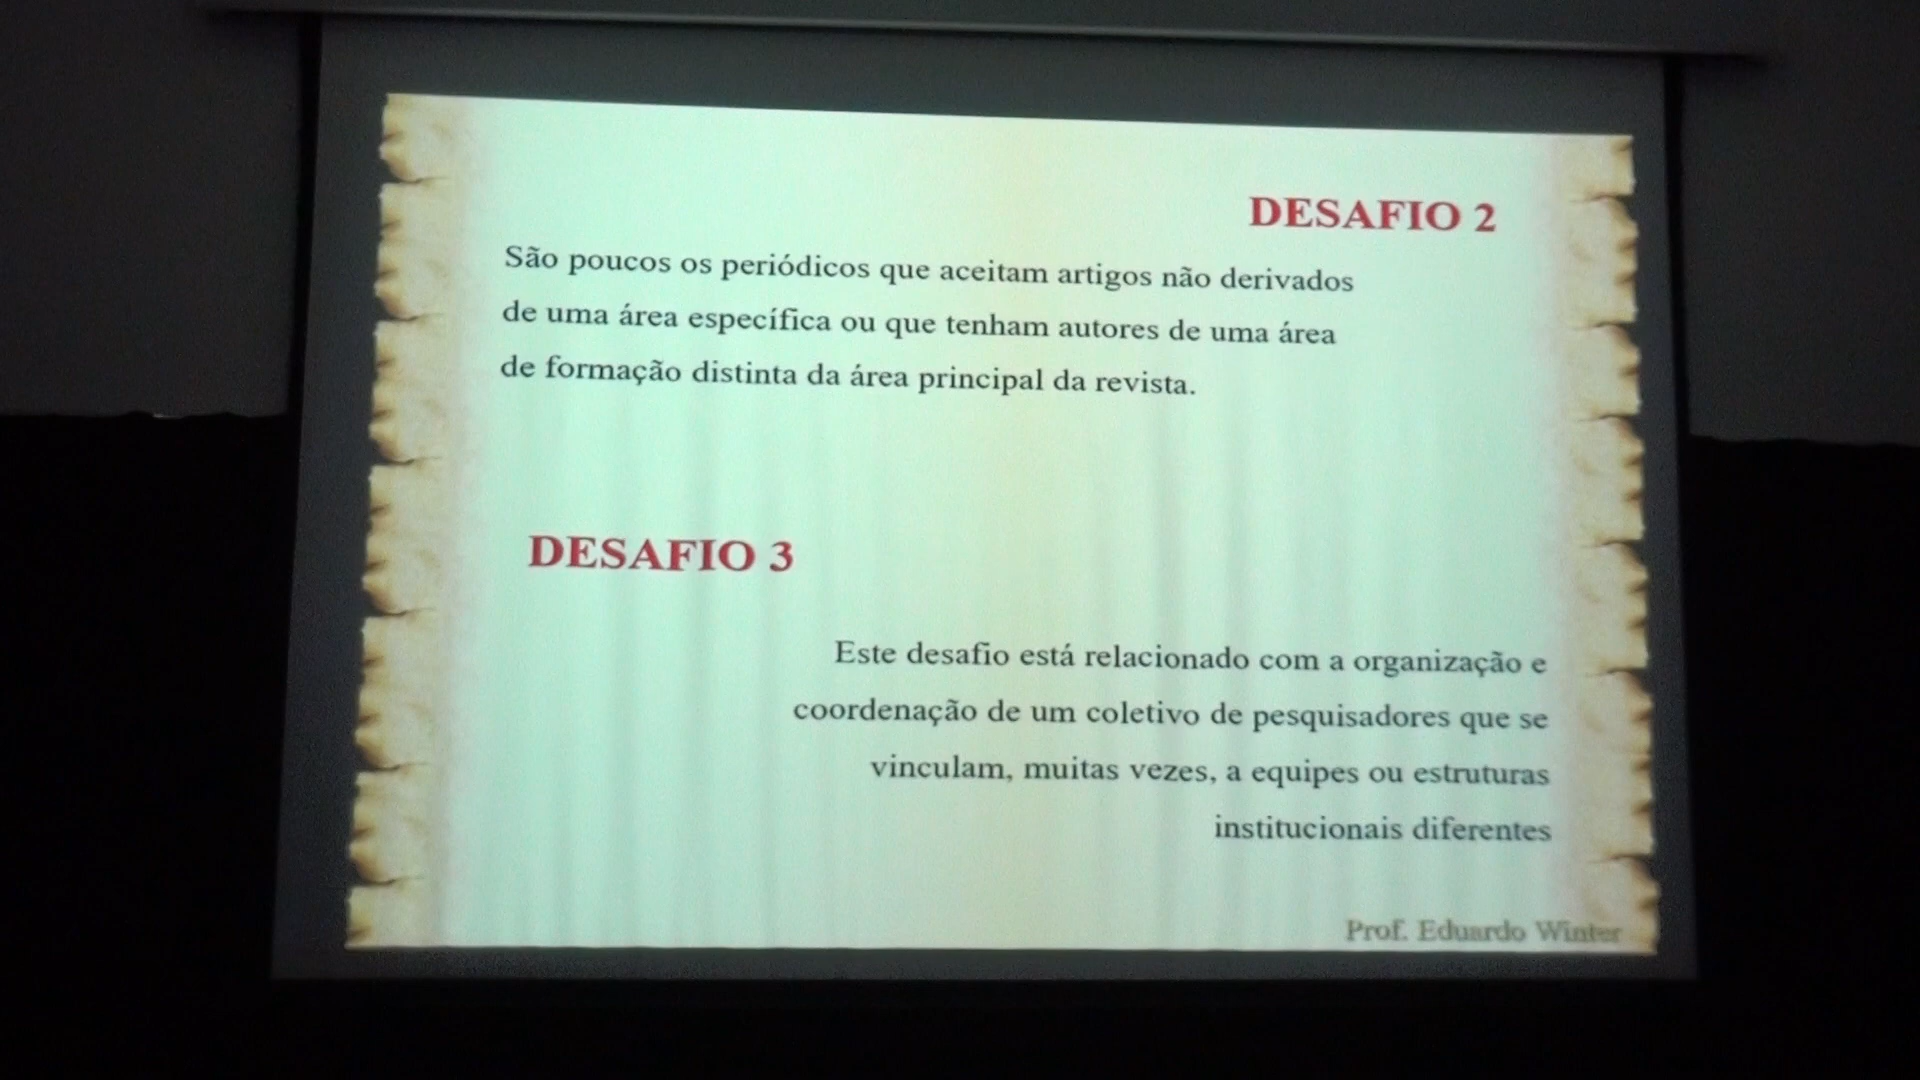 DESAFIO 2
São poucos os periódicos que aceitam artigos não derivados
de uma área específica ou que tenham autores de uma área
de formação distinta da área principal da revista.
DESAFIO 3
Este desafio está relacionado com a organização e
coordenação de um coletivo de pesquisadores que se
vinculam, muitas vezes, a equipes ou estruturas
institucionais diferentes
Prof. Eduardo Winter